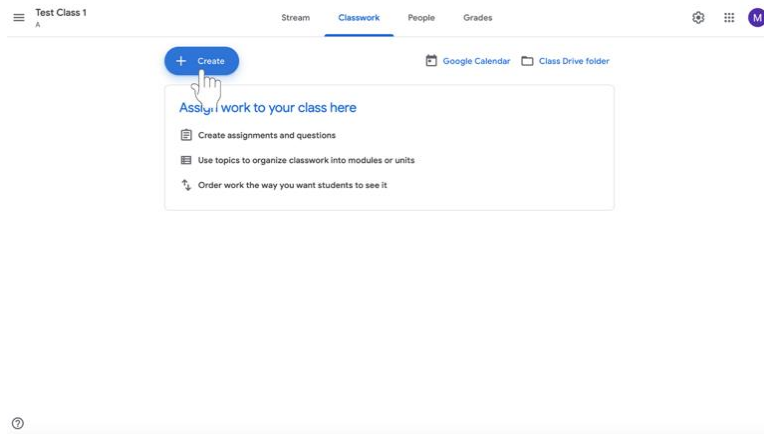 Test Class 1
A
Stream Classwork People Grades
M
Create
Google Calendar Class Drive folder
Assign work to your class here
Create assignments and questions
Use topics to organize classwork into modules or units
Order work the way you want students to see it